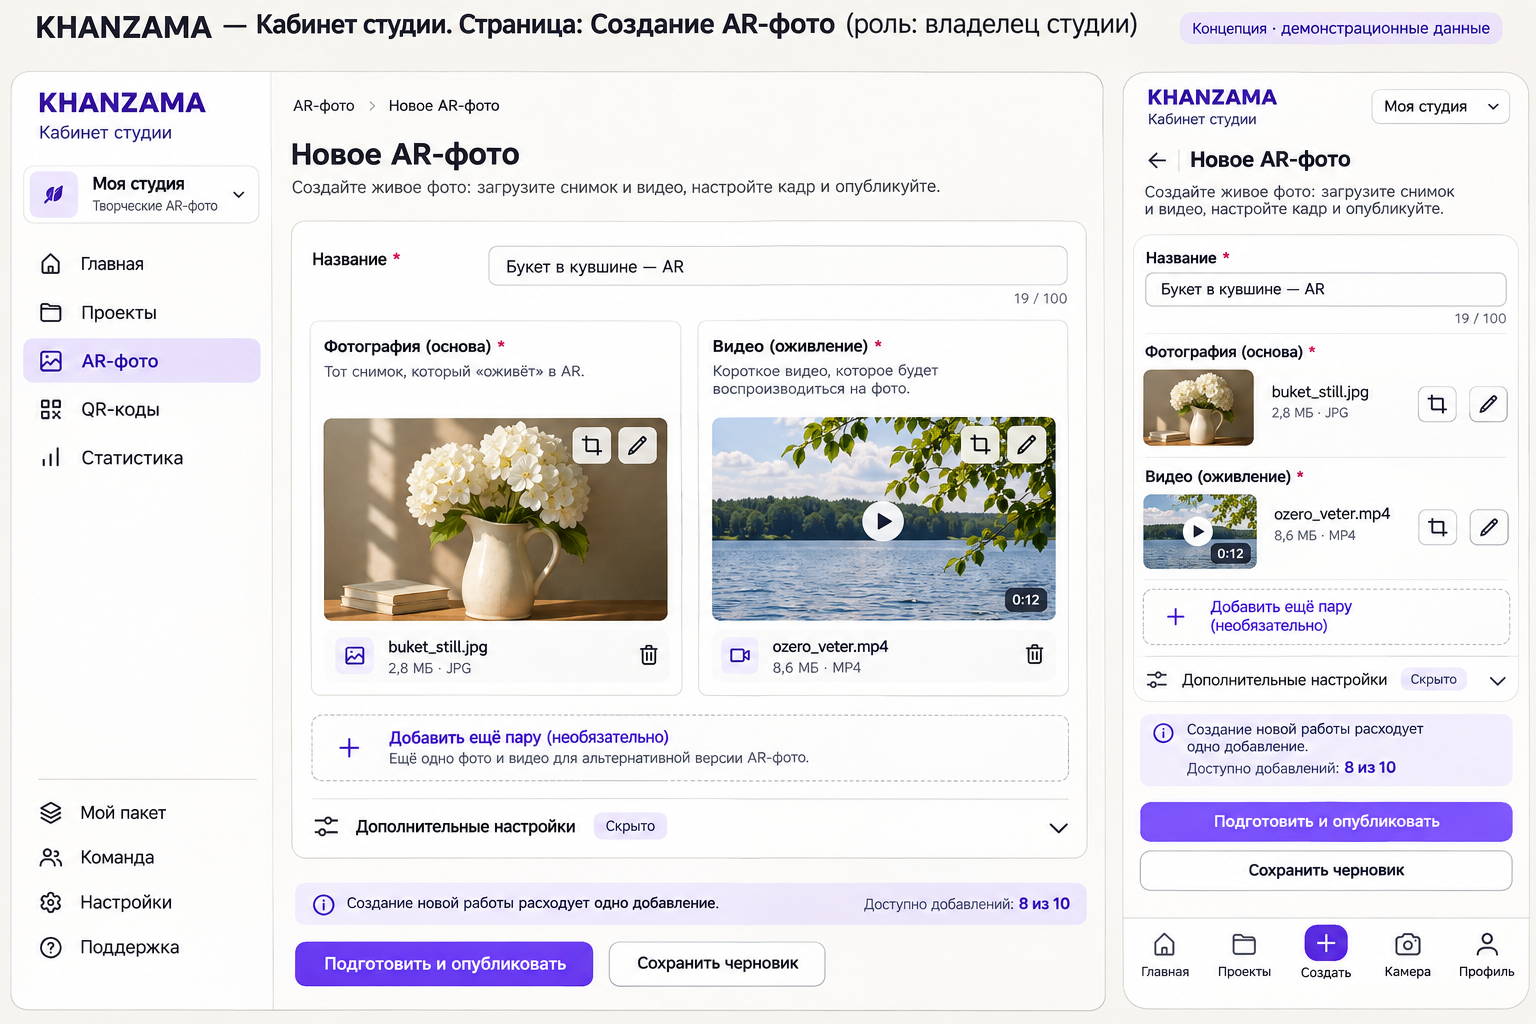 KHANZAMA — Кабинет студии. Страница: Создание AR-фото (роль: владелец студии)
Концепция · демонстрационные данные
KHANZAMA
Кабинет студии
Моя студия
Творческие AR-фото
Главная
Проекты
AR-фото
QR-коды
Статистика
Мой пакет
Команда
Настройки
Поддержка
AR-фото > Новое AR-фото
Новое AR-фото
Создайте живое фото: загрузите снимок и видео, настройте кадр и опубликуйте.
Название *
Букет в кувшине — AR
19 / 100
Фотография (основа) *
Тот снимок, который «оживёт» в AR.
buket_still.jpg
2,8 МБ · JPG
Видео (оживление) *
Короткое видео, которое будет
воспроизводиться на фото.
0:12
ozero_veter.mp4
8,6 МБ · MP4
Добавить ещё пару (необязательно)
Ещё одно фото и видео для альтернативной версии AR-фото.
Дополнительные настройки
Скрыто
Создание новой работы расходует одно добавление.
Доступно добавлений: 8 из 10
Подготовить и опубликовать
Сохранить черновик
KHANZAMA
Кабинет студии
Моя студия
Новое AR-фото
Создайте живое фото: загрузите снимок
и видео, настройте кадр и опубликуйте.
Название *
Букет в кувшине — AR
19 / 100
Фотография (основа) *
buket_still.jpg
2,8 МБ · JPG
Видео (оживление) *
0:12
ozero_veter.mp4
8,6 МБ · MP4
Добавить ещё пару
(необязательно)
Дополнительные настройки
Скрыто
Создание новой работы расходует
одно добавление.
Доступно добавлений: 8 из 10
Подготовить и опубликовать
Сохранить черновик
Главная
Проекты
Создать
Камера
Профиль